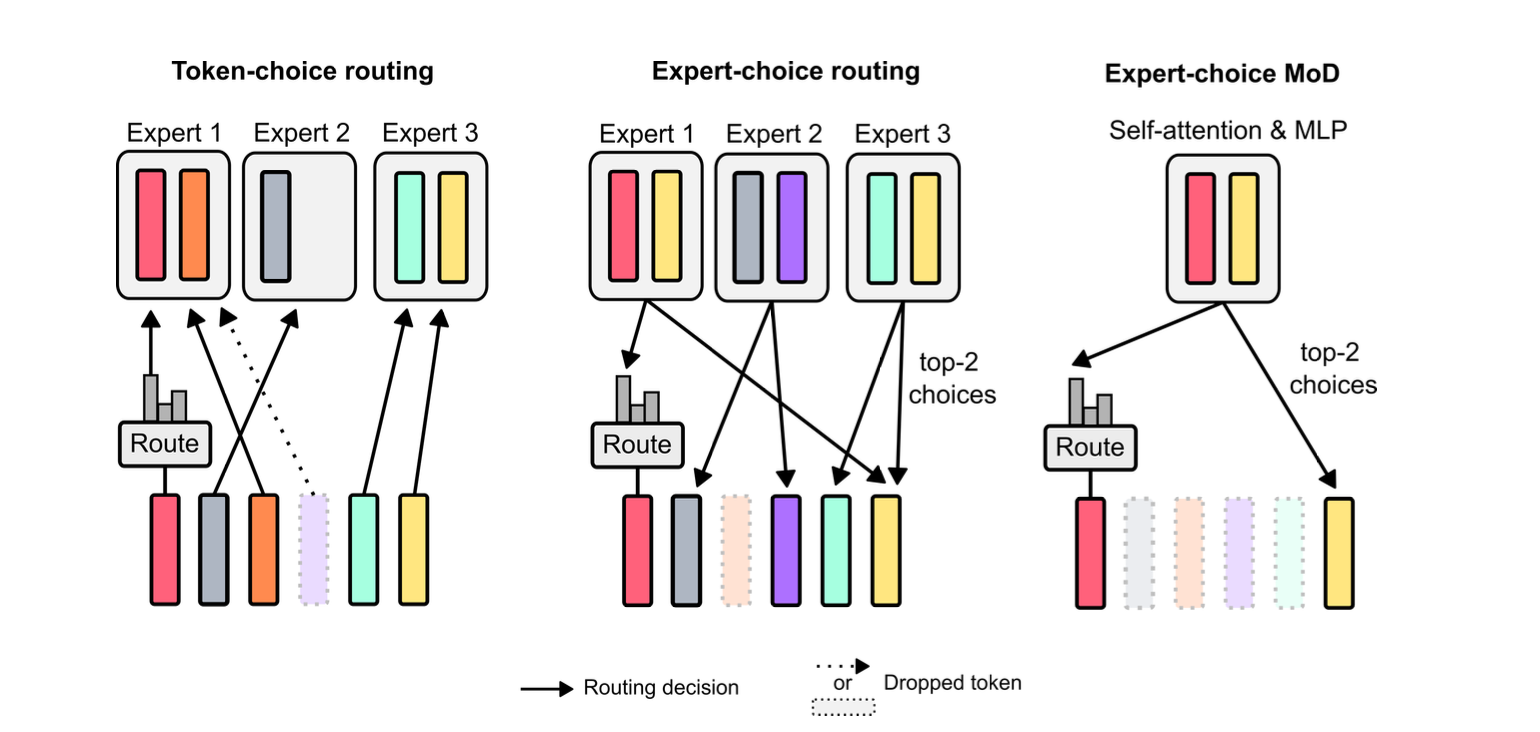 Token-choice routing
Expert 1
Expert 2
Expert 3
Route
Expert-choice routing
Expert 1
Expert 2
Expert 3
top-2
choices
Route
Expert-choice MoD
Self-attention & MLP
top-2
choices
Route
Routing decision
or
Dropped token